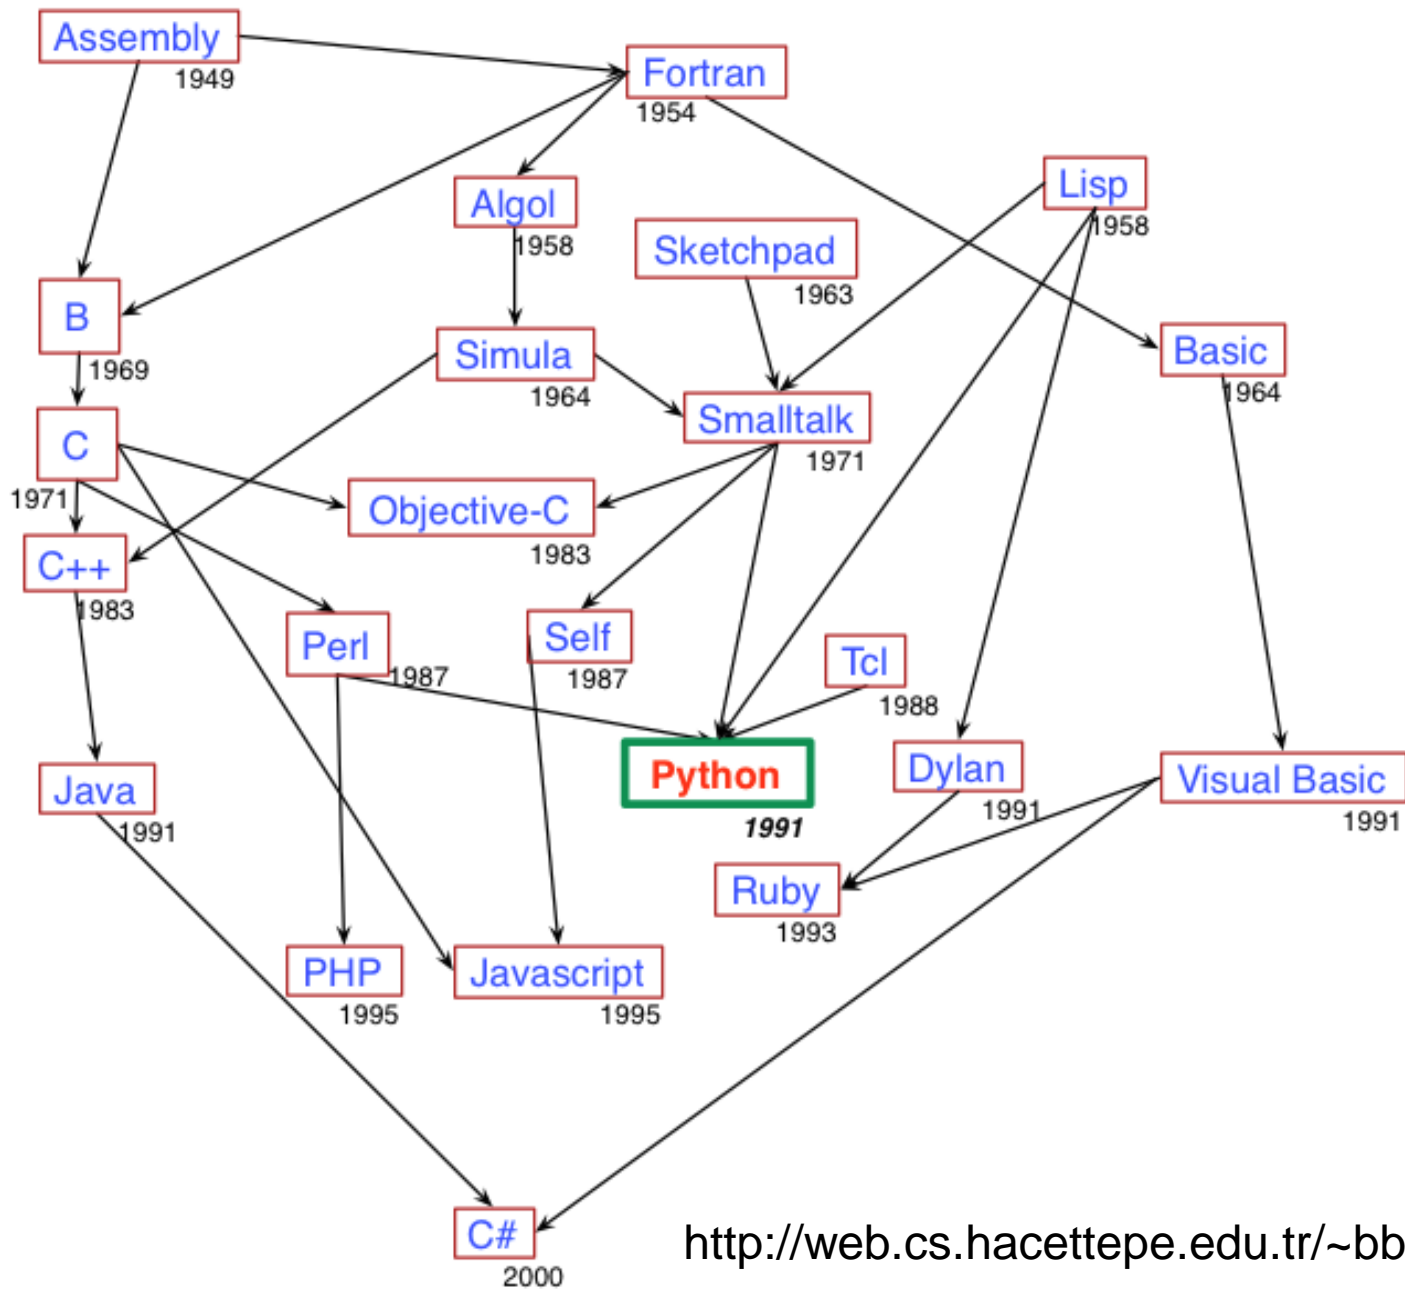 Assembly
1949
Fortran
1954
Lisp
1958
Algol
1958
Sketchpad
1963
B
1969
Simula
1964
Basic
1964
Smalltalk
1971
C
1971
Objective-C
1983
C++
1983
Perl
1987
Self
1987
Tcl
1988
Python
1991
Dylan
1991
Visual Basic
1991
Java
1991
Ruby
1993
PHP
1995
Javascript
1995
C#
2000
http://web.cs.hacettepe.edu.tr/~bb